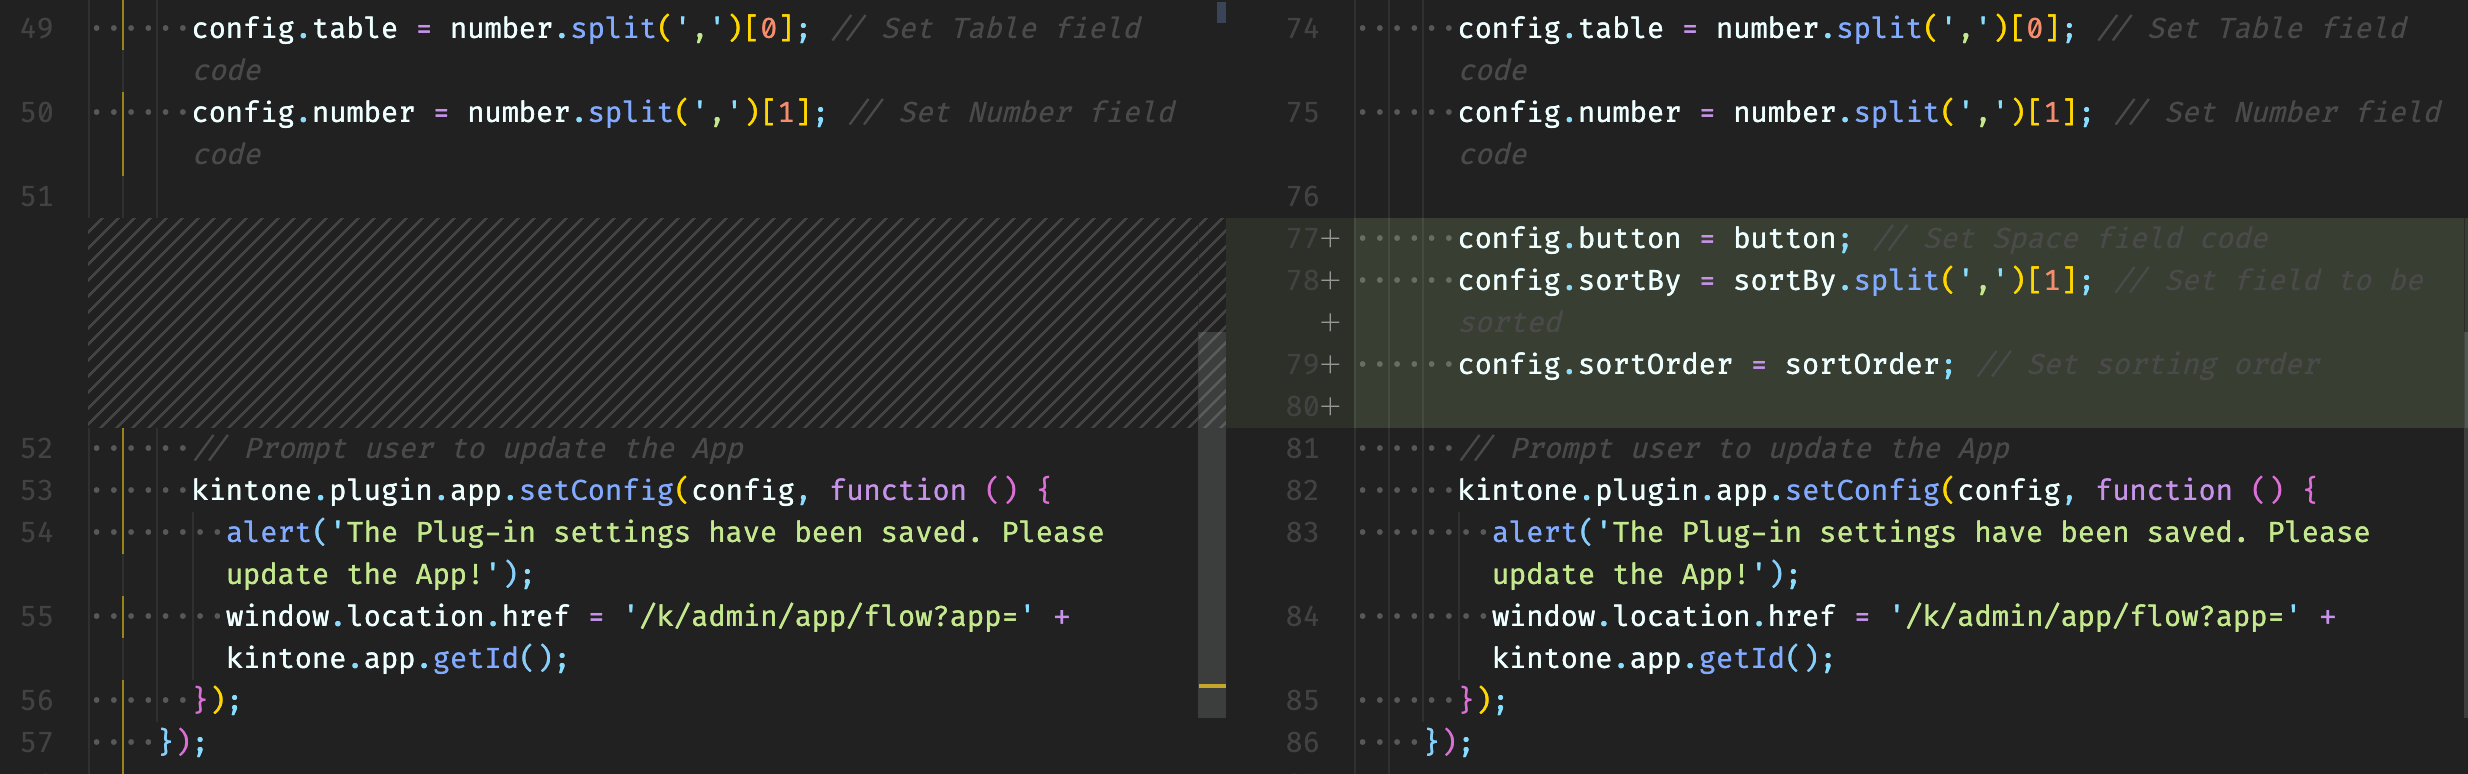 49 config.table = number.split(',')[0]; // Set Table field
code
50 config.number = number.split(',')[1]; // Set Number field
code
51
52 // Prompt user to update the App
53 kintone.plugin.app.setConfig(config, function () {
54 alert('The Plug-in settings have been saved. Please
update the App!');
55 window.location.href = '/k/admin/app/flow?app=' +
kintone.app.getId();
56 });
57 });
74 config.table = number.split(',')[0]; // Set Table field
code
75 config.number = number.split(',')[1]; // Set Number field
code
76
77+ config.button = button; // Set Space field code
78+ config.sortBy = sortBy.split(',')[1]; // Set field to be
+ sorted
79+ config.sortOrder = sortOrder; // Set sorting order
80+
81 // Prompt user to update the App
82 kintone.plugin.app.setConfig(config, function () {
83 alert('The Plug-in settings have been saved. Please
update the App!');
84 window.location.href = '/k/admin/app/flow?app=' +
kintone.app.getId();
85 });
86 });